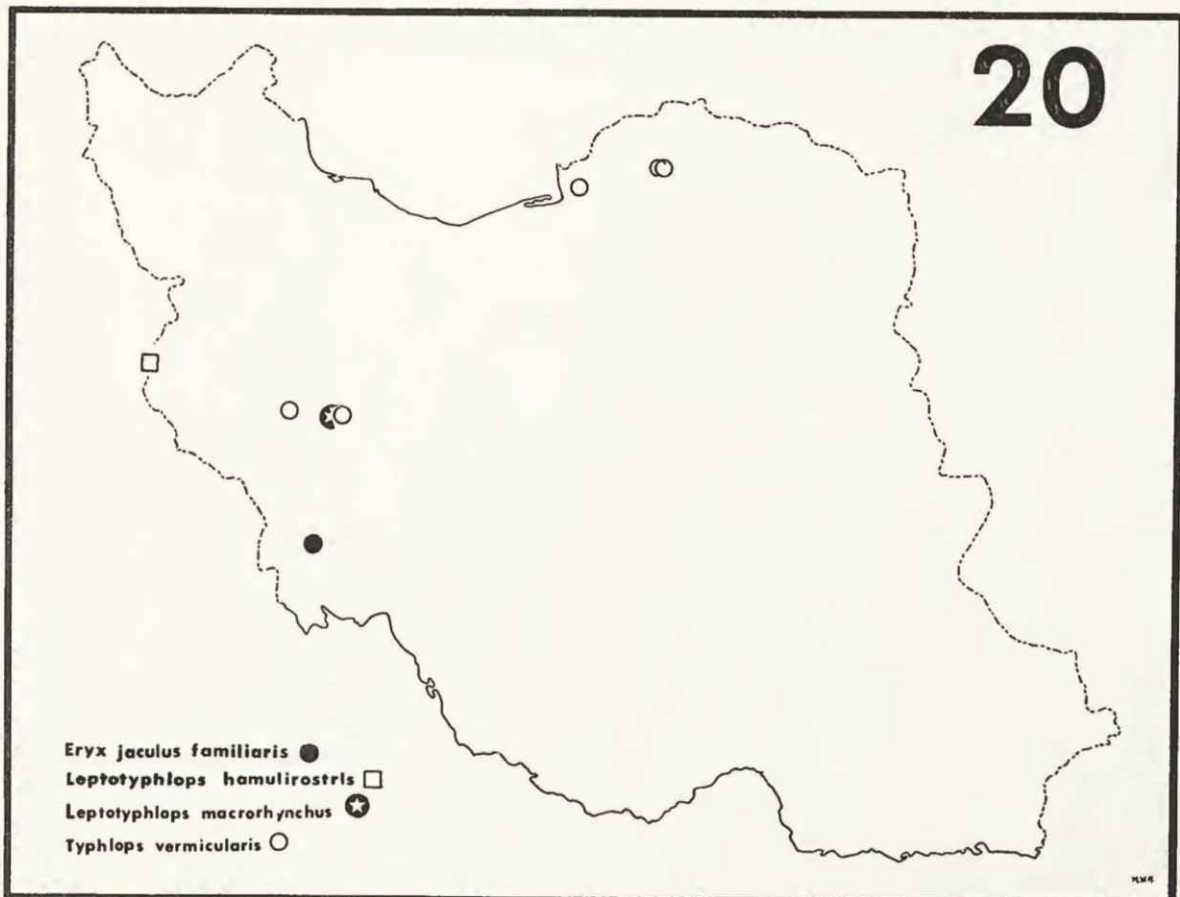 20
Eryx jaculus familiaris
Leptotyphlops hamulirostris
Leptotyphlops macrorhynchus
Typhlops vermicularis